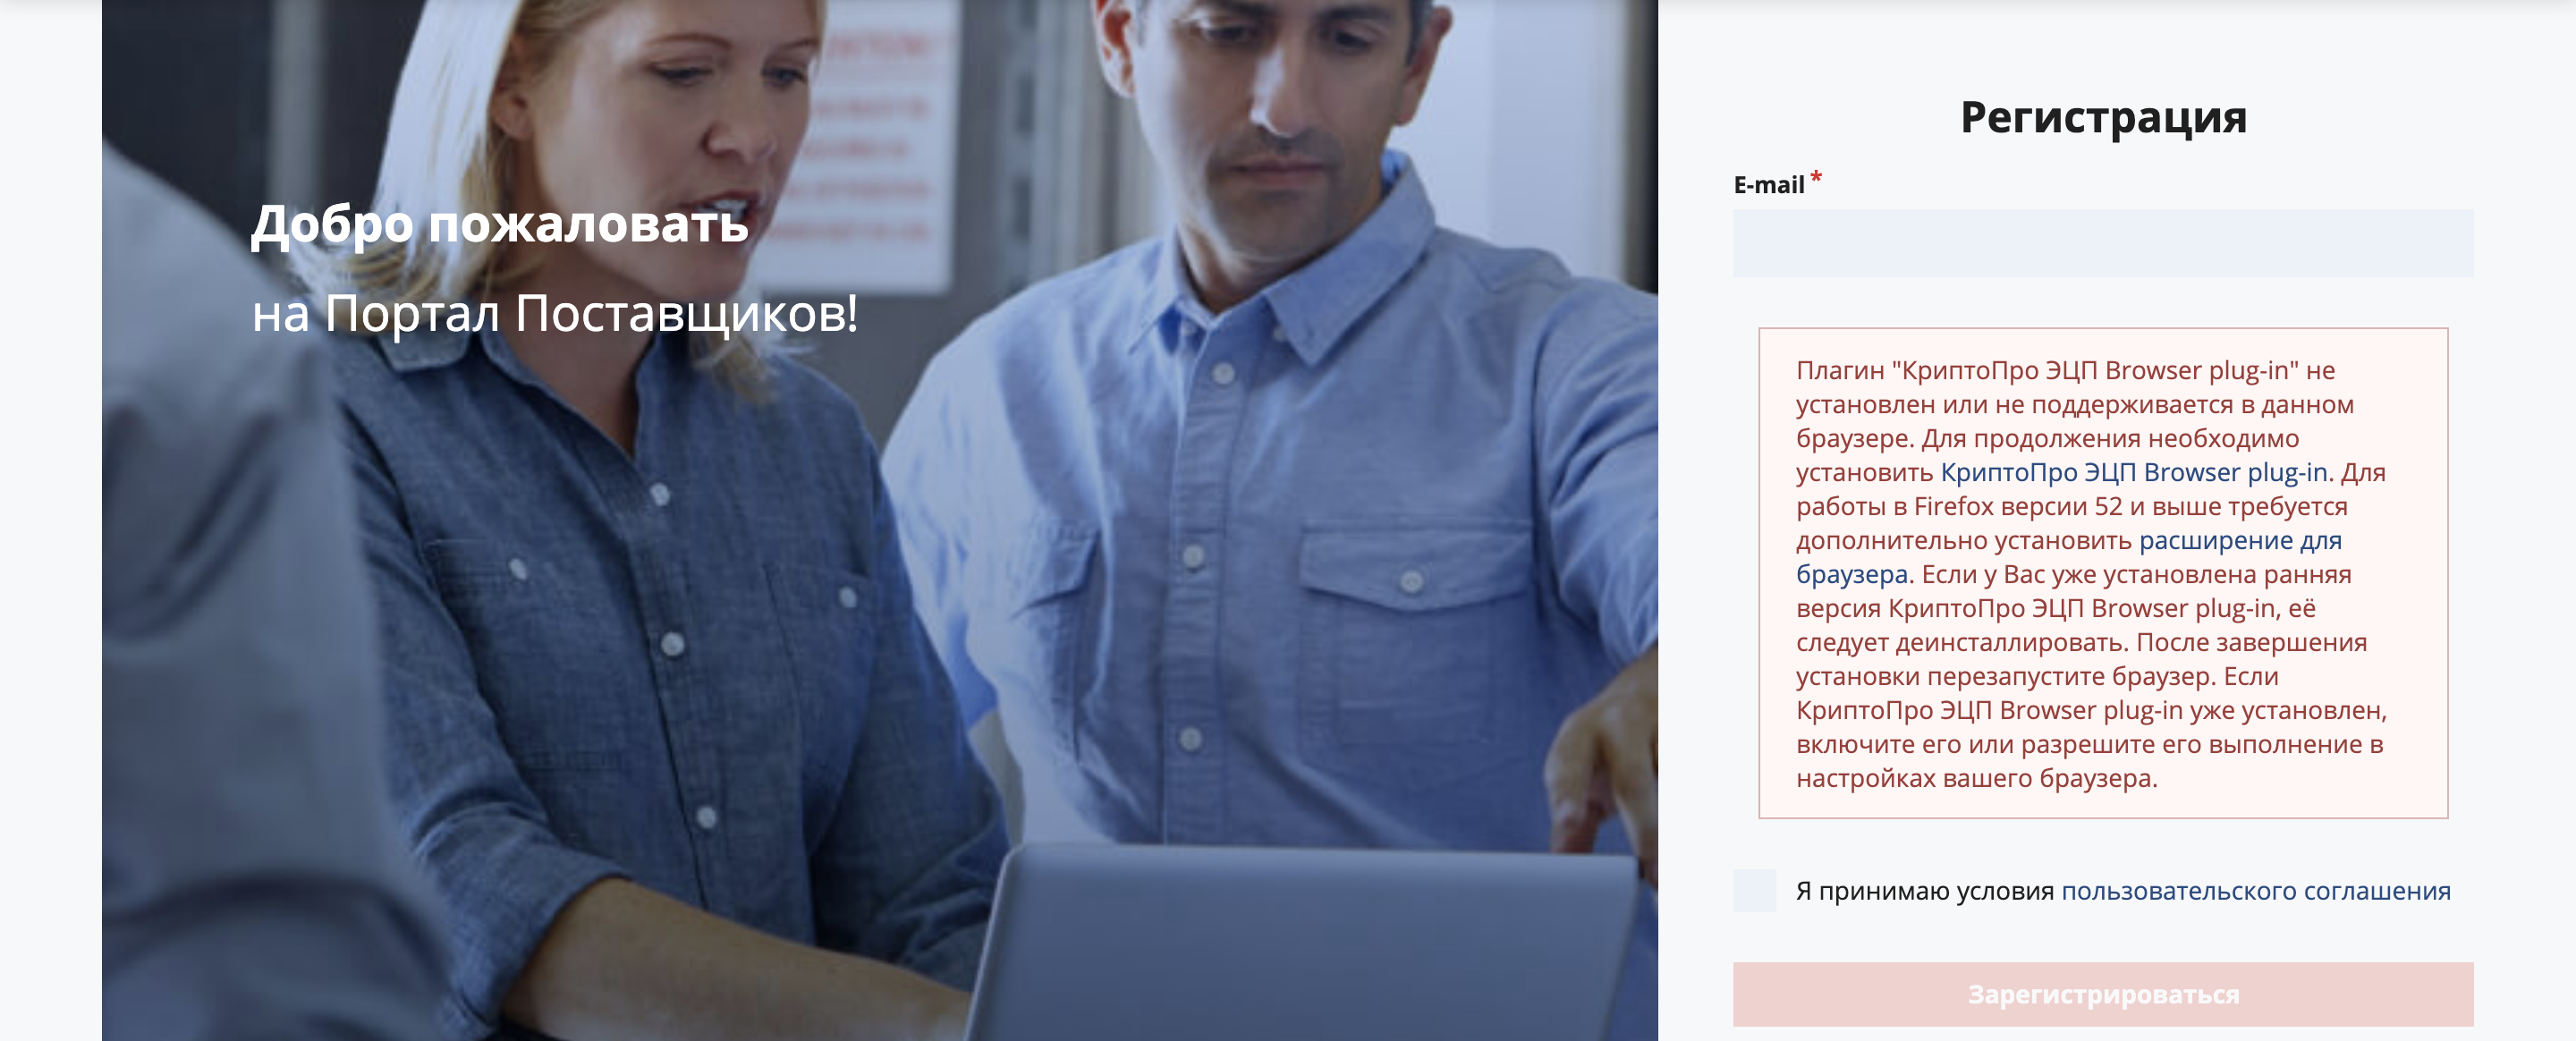 Добро пожаловать
на Портал Поставщиков!
Регистрация
E-mail *
Плагин "КриптоПро ЭЦП Browser plug-in" не
установлен или не поддерживается в данном
браузере. Для продолжения необходимо
установить КриптоПро ЭЦП Browser plug-in. Для
работы в Firefox версии 52 и выше требуется
дополнительно установить расширение для
браузера. Если у Вас уже установлена ранняя
версия КриптоПро ЭЦП Browser plug-in, её
следует деинсталлировать. После завершения
установки перезапустите браузер. Если
КриптоПро ЭЦП Browser plug-in уже установлен,
включите его или разрешите его выполнение в
настройках вашего браузера.
Я принимаю условия пользовательского соглашения
Зарегистрироваться